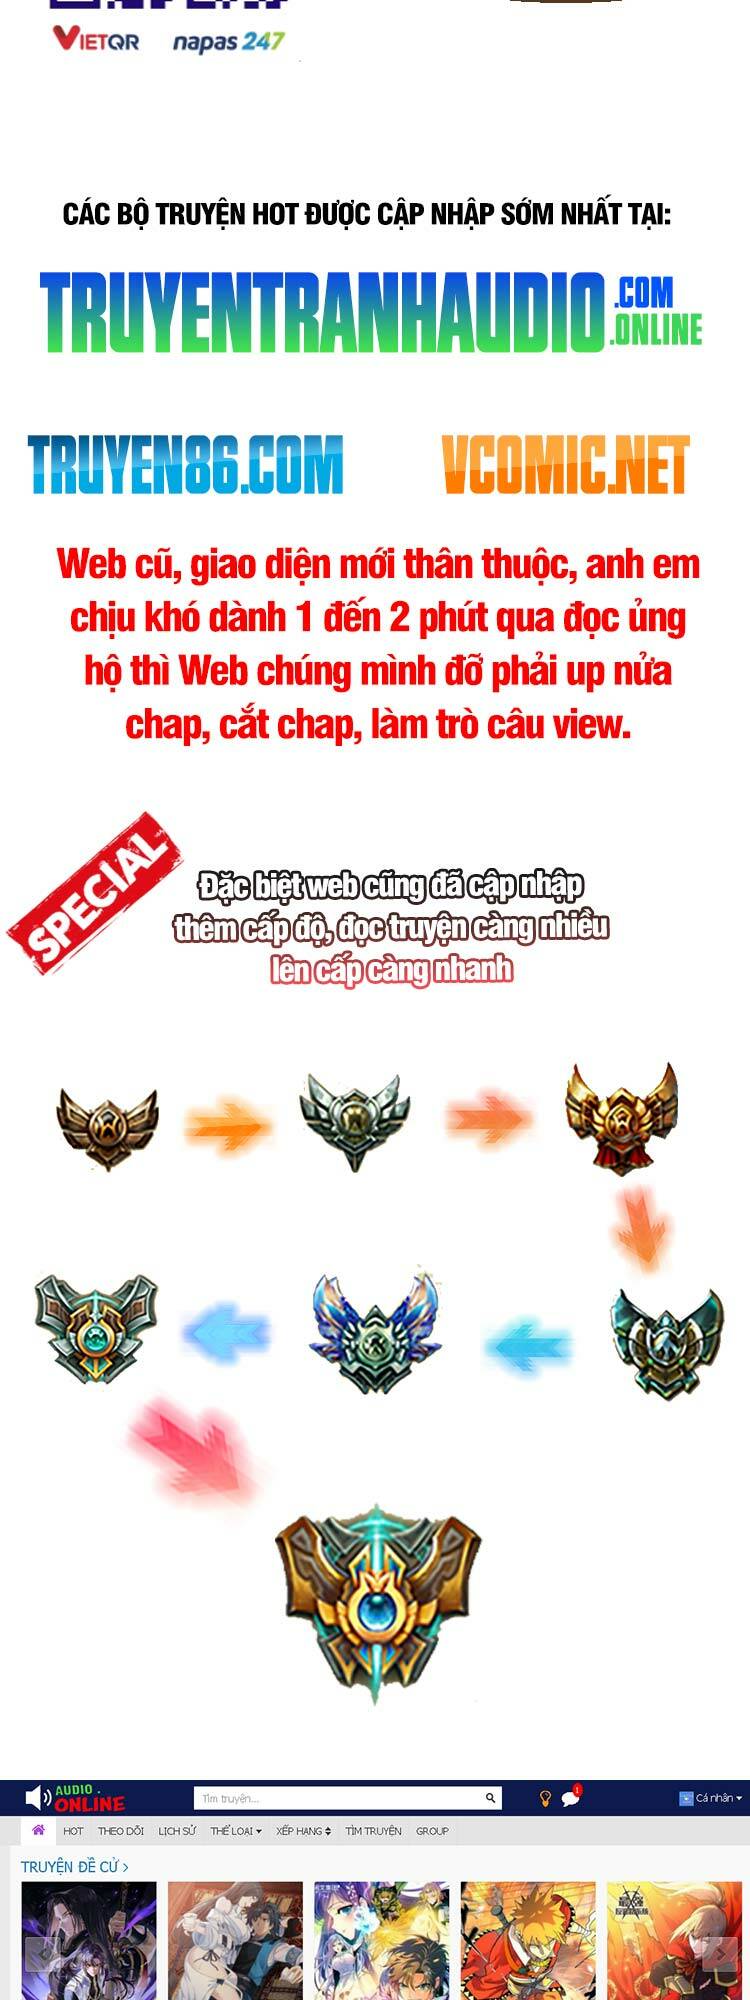 VIETQR napas 247
CÁC BỘ TRUYỆN HOT ĐƯỢC CẬP NHẬP SỚM NHẤT TẠI:
TRUYENTRANHAUDIO.COM
.ONLINE
TRUYEN86.COM VCOMIC.NET
Web cũ, giao diện mới thân thuộc, anh em
chịu khó dành 1 đến 2 phút qua đọc ủng
hộ thì Web chúng mình đỡ phải up nửa
chap, cắt chap, làm trò câu view.
SPECIAL
Đặc biệt web cũng đã cập nhập
thêm cấp độ, đọc truyện càng nhiều
lên cấp càng nhanh
AUDIO .
ONLINE
Tìm truyện...
1
Cá nhân
HOT THEO DÕI LỊCH SỬ THỂ LOẠI XẾP HẠNG TÌM TRUYỆN GROUP
TRUYỆN ĐỀ CỬ >